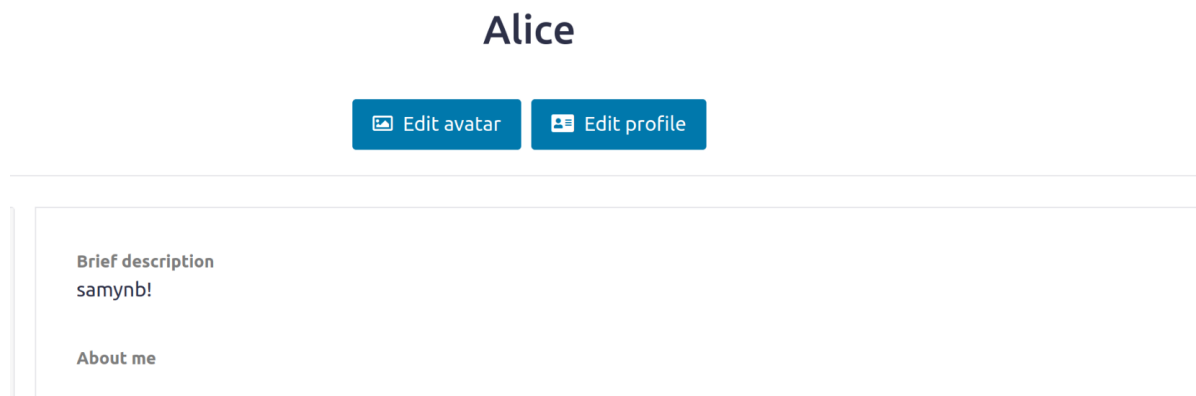 Alice
Edit avatar Edit profile
Brief description
samynb!
About me